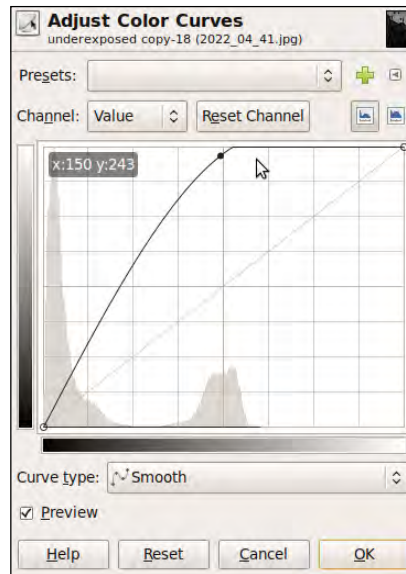 Adjust Color Curves
underexposed copy-18 (2022_04_41.jpg)
Presets:
Channel: Value Reset Channel
x:150 y:243
Curve type: Smooth
Preview
Help Reset Cancel OK